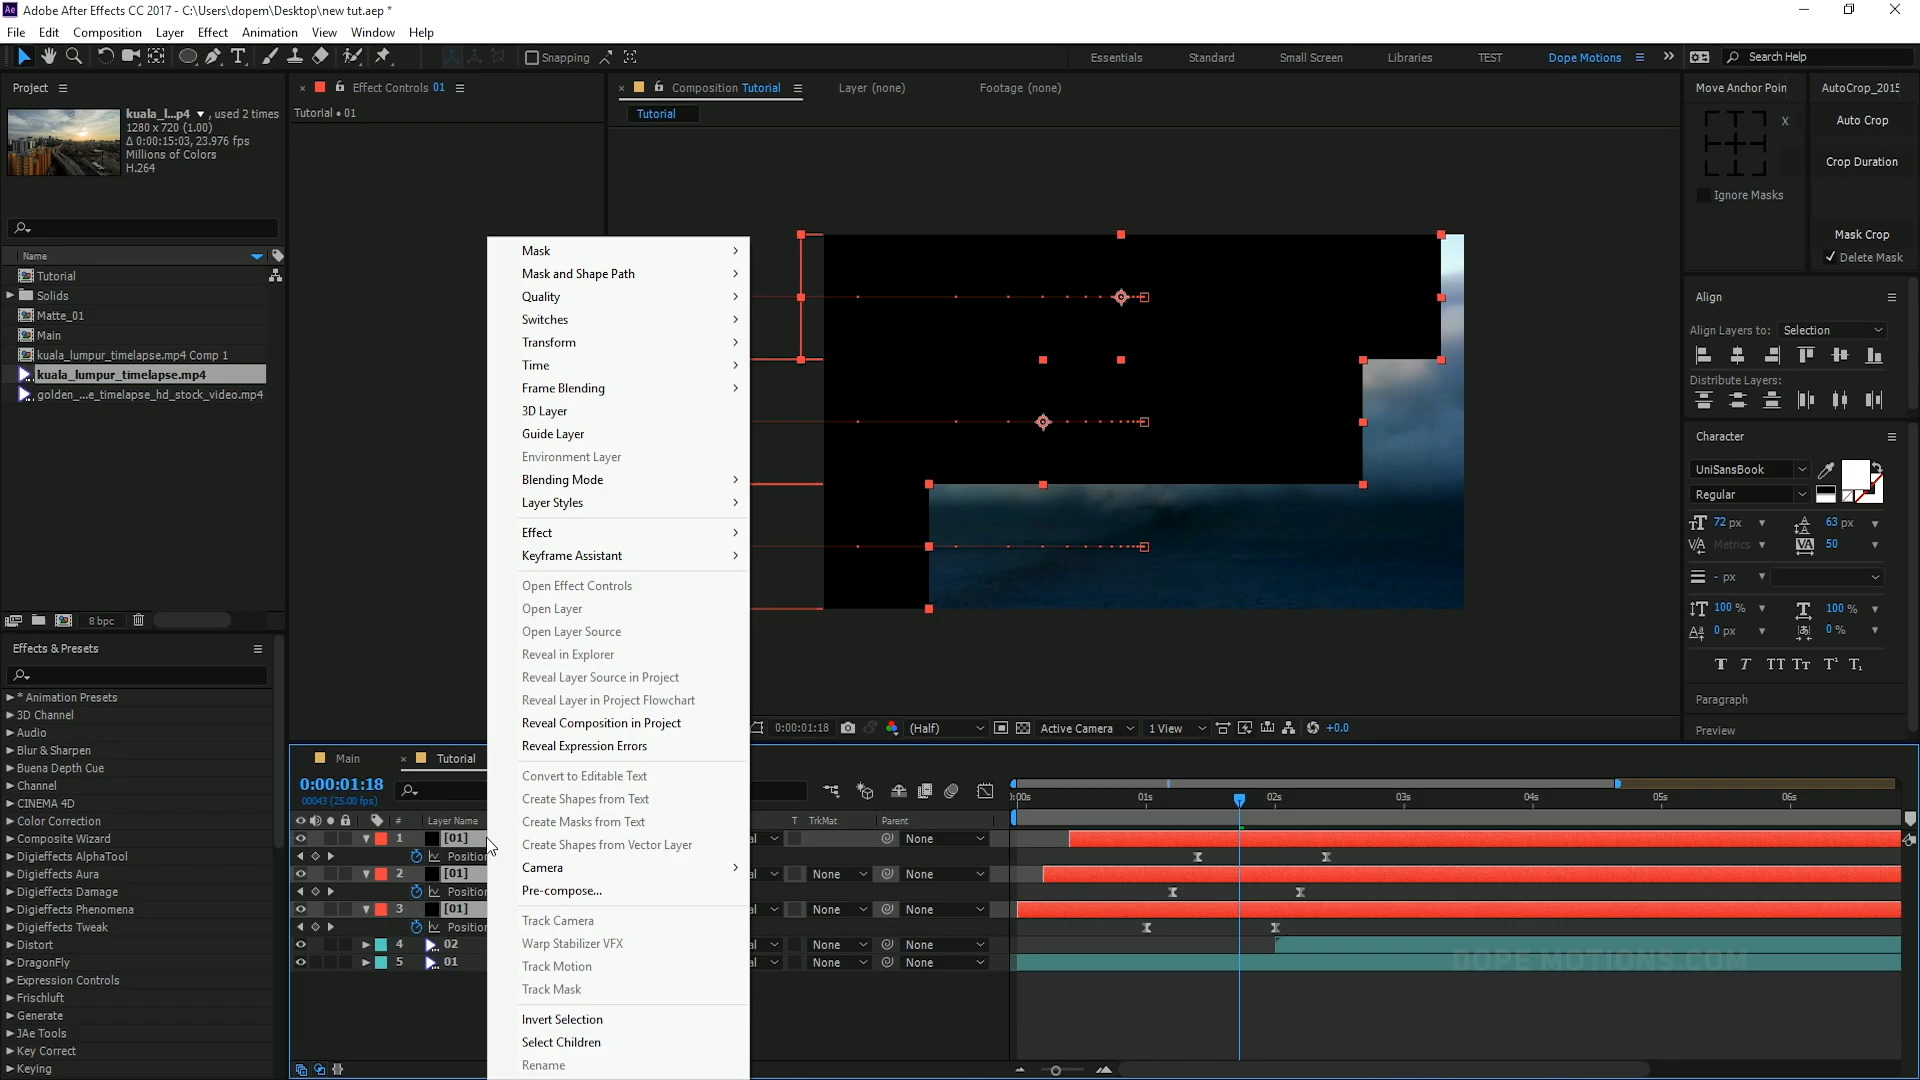 Adobe After Effects CC 2017 - C:\Users\dopem\Desktop\new tut.aep *
File Edit Composition Layer Effect Animation View Window Help
Snapping
Essentials Standard Small Screen Libraries TEST Dope Motions Search Help
Project
kuala_l...p4 , used 2 times
1280 x 720 (1.00)
Δ 0:00:15:03, 23.976 fps
Millions of Colors
H.264
Name
Tutorial
Solids
Matte_01
Main
kuala_lumpur_timelapse.mp4 Comp 1
kuala_lumpur_timelapse.mp4
golden_...e_timelapse_hd_stock_video.mp4
8 bpc
Effects & Presets
* Animation Presets
3D Channel
Audio
Blur & Sharpen
Buena Depth Cue
Channel
CINEMA 4D
Color Correction
Composite Wizard
Digieffects AlphaTool
Digieffects Aura
Digieffects Damage
Digieffects Phenomena
Digieffects Tweak
Distort
DragonFly
Expression Controls
Frischluft
Generate
JAe Tools
Key Correct
Keying
Effect Controls 01
Tutorial • 01
Composition Tutorial
Layer (none)
Footage (none)
Tutorial
Mask
Mask and Shape Path
Quality
Switches
Transform
Time
Frame Blending
3D Layer
Guide Layer
Environment Layer
Blending Mode
Layer Styles
Effect
Keyframe Assistant
Open Effect Controls
Open Layer
Open Layer Source
Reveal in Explorer
Reveal Layer Source in Project
Reveal Layer in Project Flowchart
Reveal Composition in Project
Reveal Expression Errors
Convert to Editable Text
Create Shapes from Text
Create Masks from Text
Create Shapes from Vector Layer
Camera
Pre-compose...
Track Camera
Warp Stabilizer VFX
Track Motion
Track Mask
Invert Selection
Select Children
Rename
0:00:01:18 (Half) Active Camera 1 View +0.0
Move Anchor Poin
X
Ignore Masks
AutoCrop_2015
Auto Crop
Crop Duration
Mask Crop
Delete Mask
Align
Align Layers to: Selection
Distribute Layers:
Character
UniSansBook
Regular
72 px 63 px
Metrics 50
- px
100 % 100 %
0 px 0 %
Paragraph
Preview
Main Tutorial
0:00:01:18
00043 (25.00 fps)
# Layer Name T TrkMat Parent
1 [01] None
Position
2 [01] None None
Position
3 [01] None None
Position
4 02 None None
5 01 None None
:00s 01s 02s 03s 04s 05s 06s
DOPE MOTIONS.COM